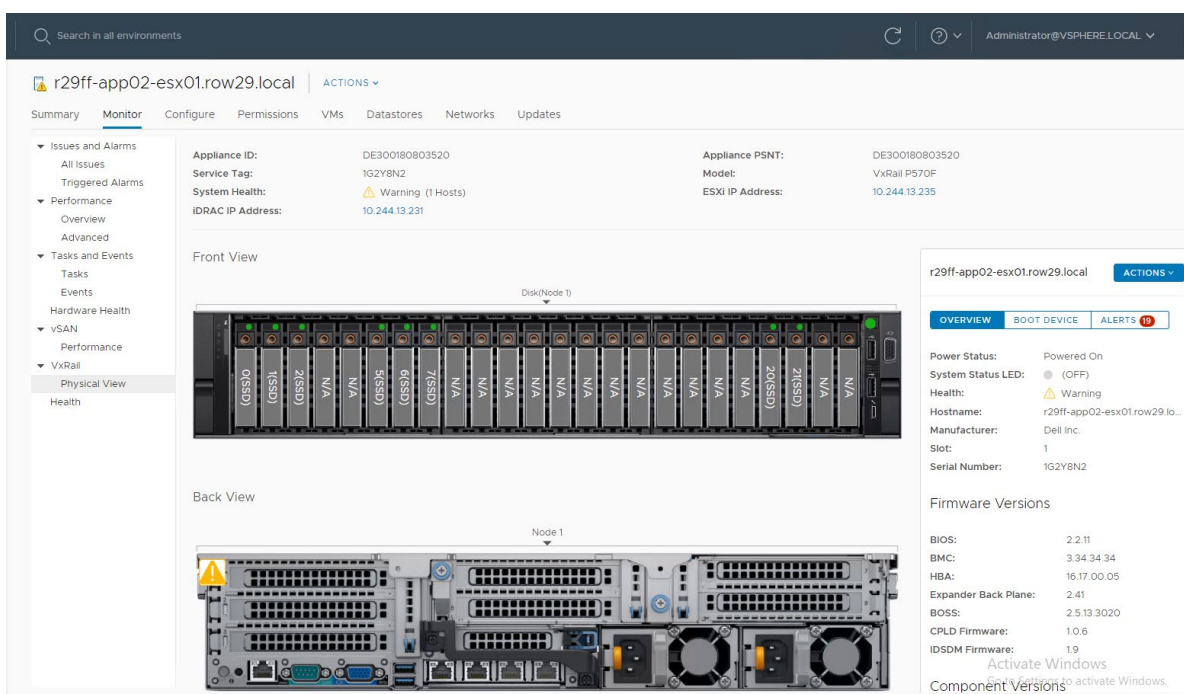 Search in all environments
Administrator@VSPHERE.LOCAL
r29ff-app02-esx01.row29.local
ACTIONS
Summary Monitor Configure Permissions VMs Datastores Networks Updates
Issues and Alarms
All Issues
Triggered Alarms
Performance
Overview
Advanced
Tasks and Events
Tasks
Events
Hardware Health
vSAN
Performance
VxRail
Physical View
Health
Appliance ID: DE300180803520
Service Tag: 1G2Y8N2
System Health: Warning (1 Hosts)
iDRAC IP Address: 10.244.13.231
Appliance PSNT: DE300180803520
Model: VxRail P570F
ESXi IP Address: 10.244.13.235
Front View
Disk(Node 1)
0(SSD) 1(SSD) 2(SSD) N/A N/A 5(SSD) 6(SSD) 7(SSD) N/A N/A N/A N/A N/A N/A N/A N/A N/A N/A N/A N/A 20(SSD) 21(SSD) N/A N/A
Back View
Node 1
r29ff-app02-esx01.row29.local ACTIONS
OVERVIEW BOOT DEVICE ALERTS 19
Power Status: Powered On
System Status LED: (OFF)
Health: Warning
Hostname: r29ff-app02-esx01.row29.lo...
Manufacturer: Dell Inc.
Slot: 1
Serial Number: 1G2Y8N2
Firmware Versions
BIOS: 2.2.11
BMC: 3.34.34.34
HBA: 16.17.00.05
Expander Back Plane: 2.41
BOSS: 2.5.13.3020
CPLD Firmware: 1.0.6
IDSDM Firmware: 1.9
Activate Windows
Go to Settings to activate Windows.
Component Versions